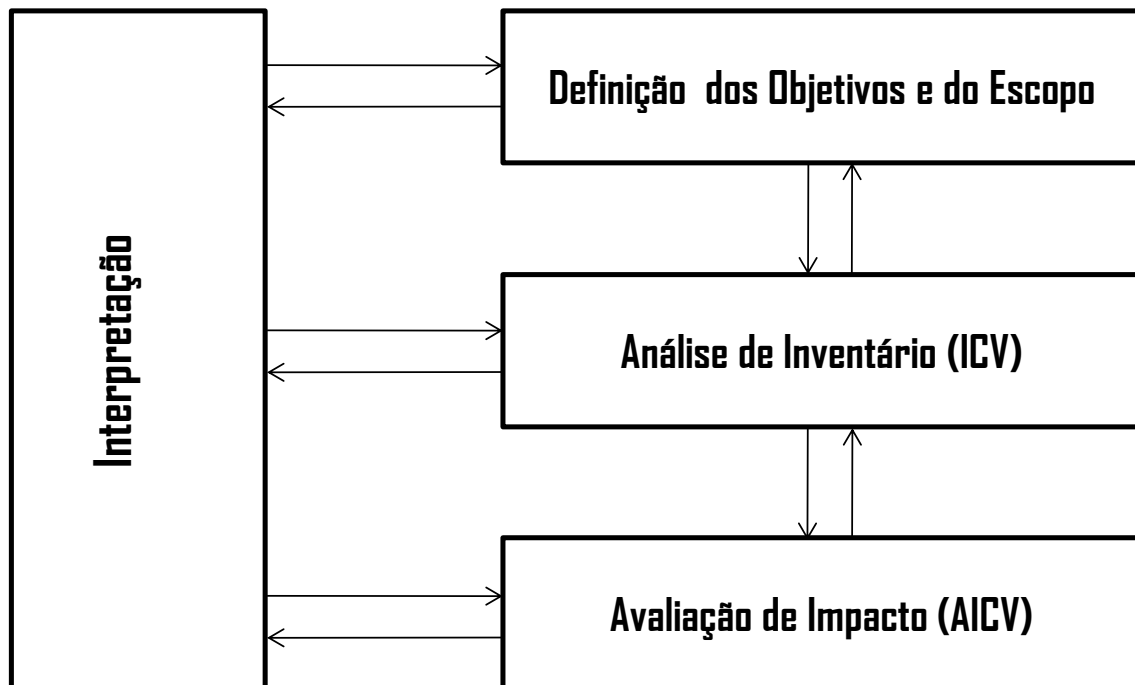 Interpretação
Definição dos Objetivos e do Escopo
Análise de Inventário (ICV)
Avaliação de Impacto (AICV)